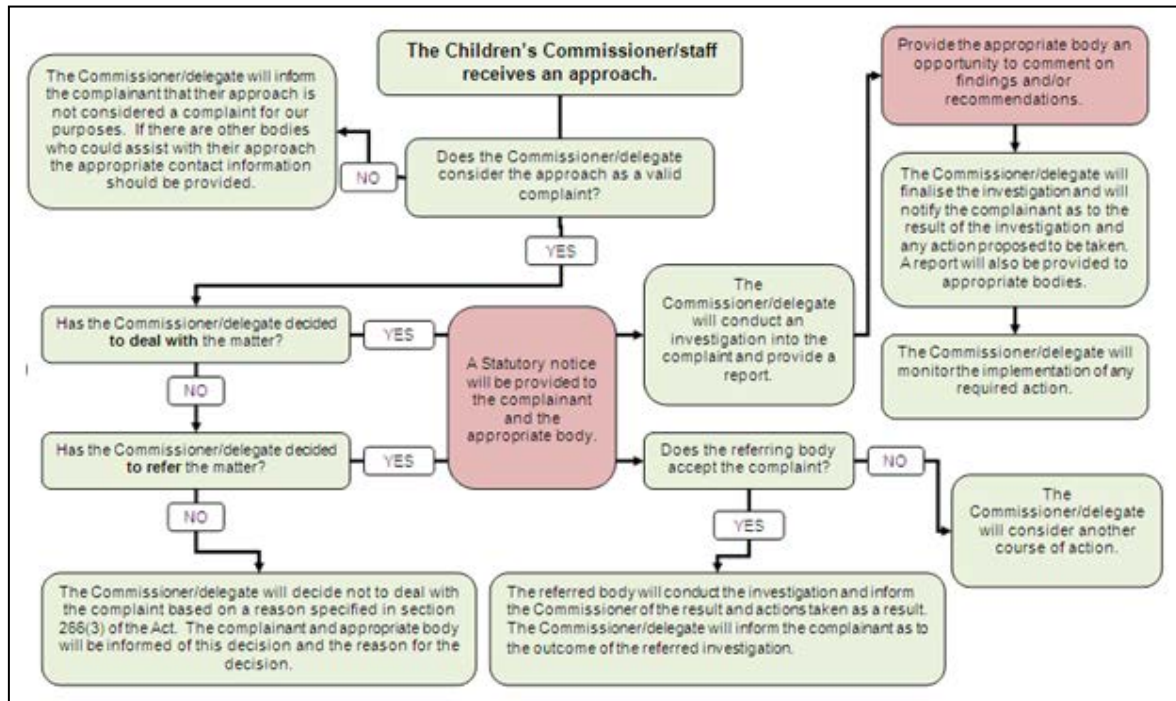 The Children's Commissioner/staff
receives an approach.
The Commissioner/delegate will inform
the complainant that their approach is
not considered a complaint for our
purposes. If there are other bodies
who could assist with their approach
the appropriate contact information
should be provided.
NO
Does the Commissioner/delegate
consider the approach as a valid
complaint?
YES
Has the Commissioner/delegate decided
to deal with the matter?
YES
NO
Has the Commissioner/delegate decided
to refer the matter?
YES
NO
The Commissioner/delegate will decide not to deal with
the complaint based on a reason specified in section
266(3) of the Act. The complainant and appropriate body
will be informed of this decision and the reason for the
decision.
A Statutory notice
will be provided to
the complainant
and the
appropriate body.
The
Commissioner/delegate
will conduct an
investigation into the
complaint and provide a
report.
Provide the appropriate body an
opportunity to comment on
findings and/or
recommendations.
The Commissioner/delegate will
finalise the investigation and will
notify the complainant as to the
result of the investigation and
any action proposed to be taken.
A report will also be provided to
appropriate bodies.
The Commissioner/delegate will
monitor the implementation of any
required action.
Does the referring body
accept the complaint?
NO
The
Commissioner/delegate
will consider another
course of action.
YES
The referred body will conduct the investigation and inform
the Commissioner of the result and actions taken as a result.
The Commissioner/delegate will inform the complainant as to
the outcome of the referred investigation.